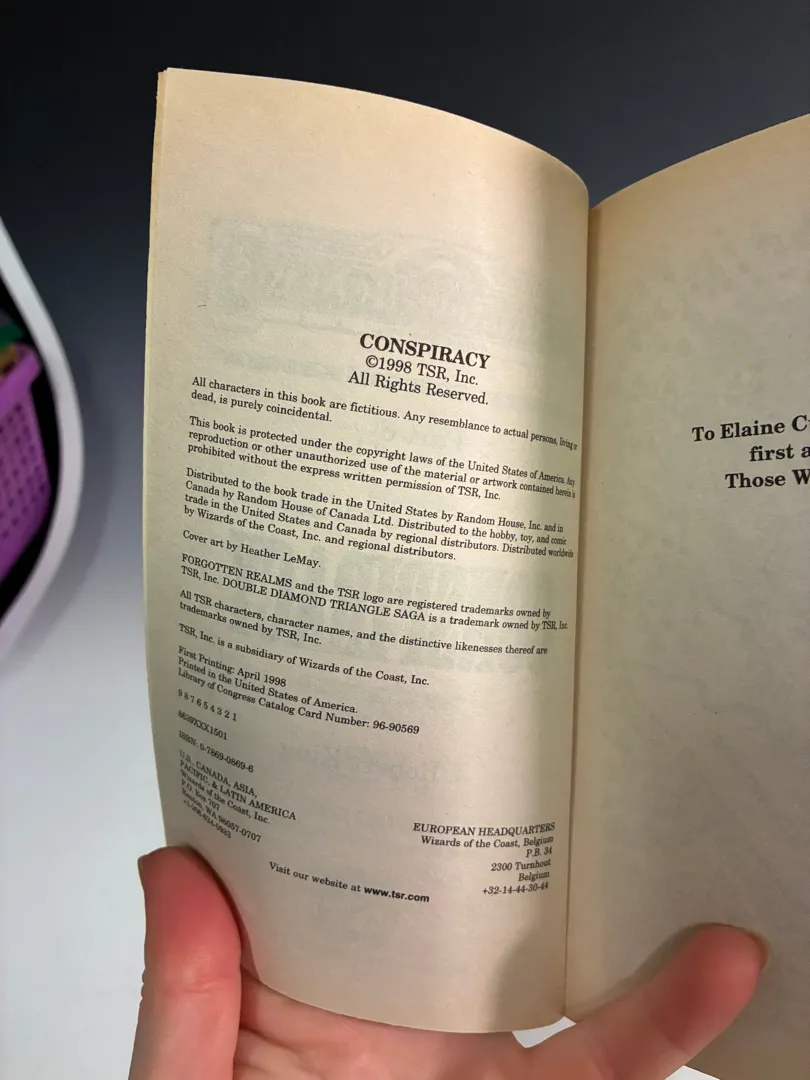 CONSPIRACY
©1998 TSR, Inc.
All Rights Reserved.
All characters in this book are fictitious. Any resemblance to actual persons, living or
dead, is purely coincidental.
This book is protected under the copyright laws of the United States of America. Any
reproduction or other unauthorized use of the material or artwork contained herein is
prohibited without the express written permission of TSR, Inc.
Distributed to the book trade in the United States by Random House, Inc. and in
Canada by Random House of Canada Ltd. Distributed to the hobby, toy, and comic
trade in the United States and Canada by regional distributors. Distributed worldwide
by Wizards of the Coast, Inc. and regional distributors.
Cover art by Heather LeMay.
FORGOTTEN REALMS and the TSR logo are registered trademarks owned by
TSR, Inc. DOUBLE DIAMOND TRIANGLE SAGA is a trademark owned by TSR, Inc.
All TSR characters, character names, and the distinctive likenesses thereof are
trademarks owned by TSR, Inc.
TSR, Inc. is a subsidiary of Wizards of the Coast, Inc.
First Printing: April 1998
Printed in the United States of America.
Library of Congress Catalog Card Number: 96-90569
9 8 7 6 5 4 3 2 1
8639XXX1501
ISBN: 0-7869-0869-6
U.S., CANADA, ASIA,
PACIFIC, & LATIN AMERICA
Wizards of the Coast, Inc.
P.O. Box 707
Renton, WA 98057-0707
EUROPEAN HEADQUARTERS
Wizards of the Coast, Belgium
P.B. 34
2300 Turnhout
Belgium
+32-14-44-30-44
Visit our website at www.tsr.com
To Elaine
first
Those